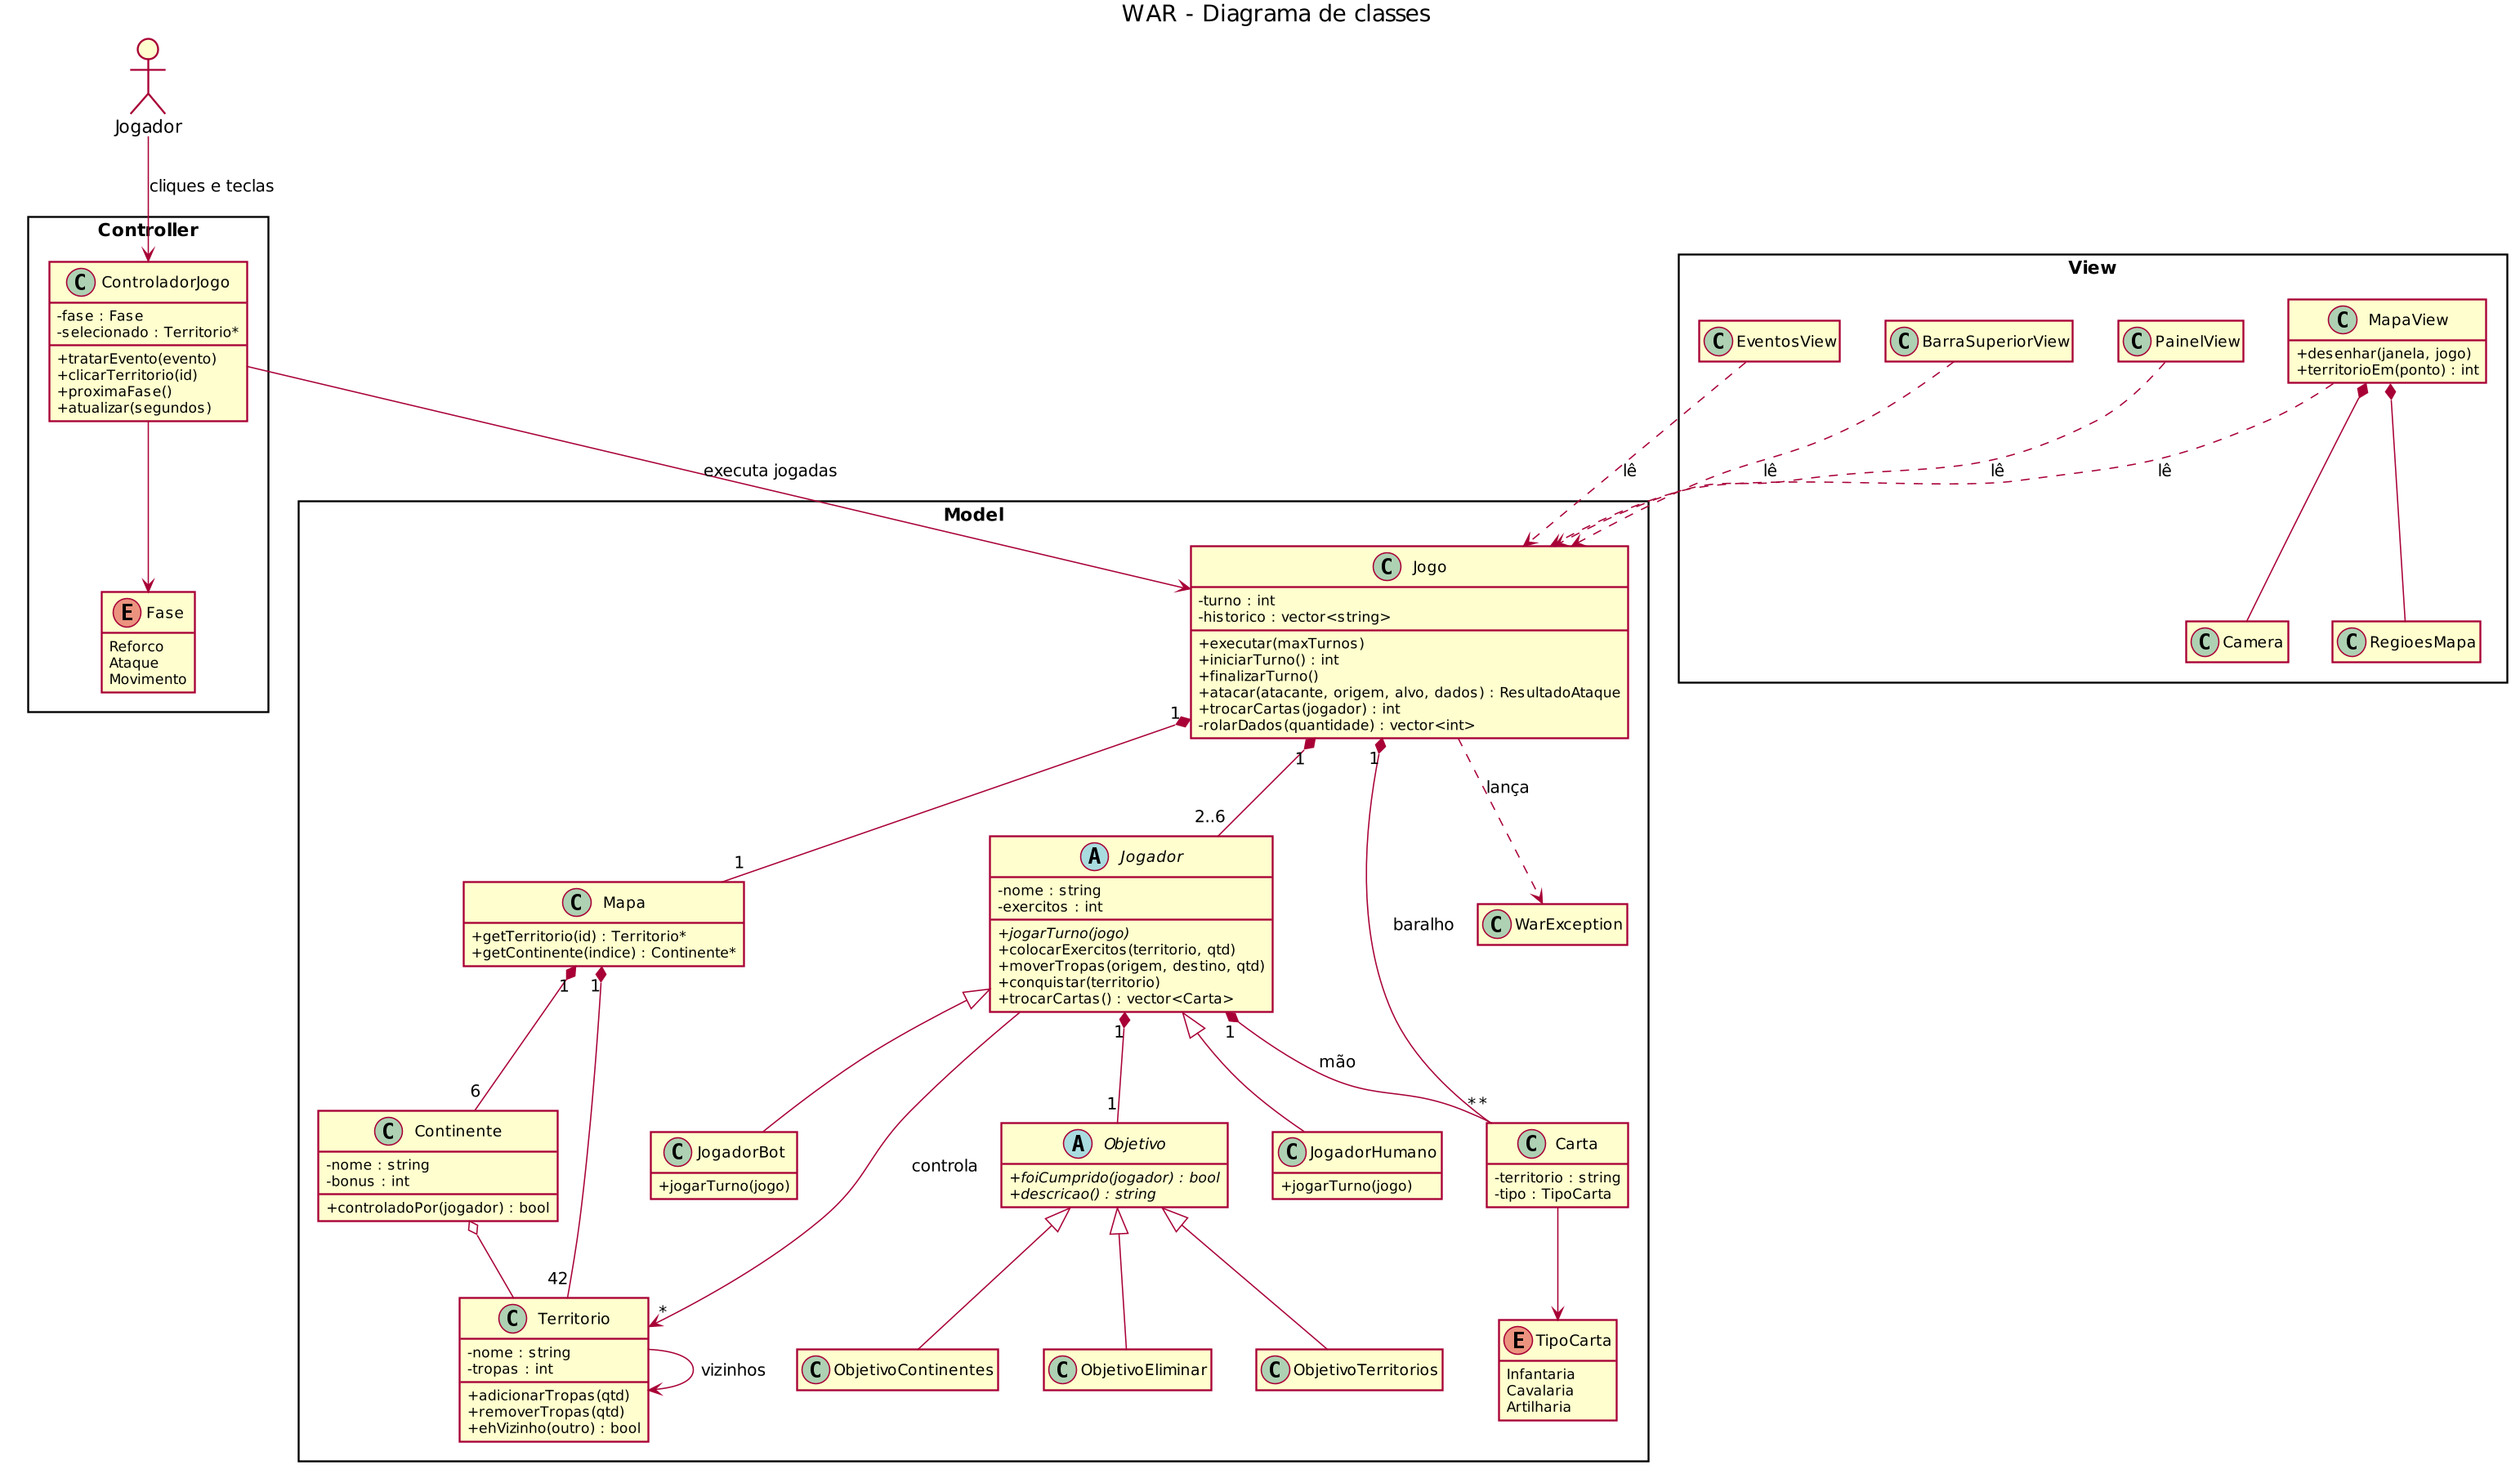 WAR - Diagrama de classes
Jogador
cliques e teclas
Controller
C ControladorJogo
-fase : Fase
-selecionado : Territorio*
+tratarEvento(evento)
+clicarTerritorio(id)
+proximaFase()
+atualizar(segundos)
E Fase
Reforco
Ataque
Movimento
View
C EventosView
C BarraSuperiorView
C PainelView
C MapaView
+desenhar(janela, jogo)
+territorioEm(ponto) : int
executa jogadas
lê
lê
lê
lê
C Camera
C RegioesMapa
Model
C Jogo
-turno : int
-historico : vector<string>
+executar(maxTurnos)
+iniciarTurno() : int
+finalizarTurno()
+atacar(atacante, origem, alvo, dados) : ResultadoAtaque
+trocarCartas(jogador) : int
-rolarDados(quantidade) : vector<int>
1
1
1
lança
2..6
1
baralho
C WarException
C Mapa
+getTerritorio(id) : Territorio*
+getContinente(indice) : Continente*
A Jogador
-nome : string
-exercitos : int
+jogarTurno(jogo)
+colocarExercitos(territorio, qtd)
+moverTropas(origem, destino, qtd)
+conquistar(territorio)
+trocarCartas() : vector<Carta>
1
1
1
1
mão
6
1
**
C Continente
-nome : string
-bonus : int
+controladoPor(jogador) : bool
C JogadorBot
+jogarTurno(jogo)
controla
A Objetivo
+foiCumprido(jogador) : bool
+descricao() : string
C JogadorHumano
+jogarTurno(jogo)
C Carta
-territorio : string
-tipo : TipoCarta
42
*
C Territorio
-nome : string
-tropas : int
+adicionarTropas(qtd)
+removerTropas(qtd)
+ehVizinho(outro) : bool
vizinhos
C ObjetivoContinentes
C ObjetivoEliminar
C ObjetivoTerritorios
E TipoCarta
Infantaria
Cavalaria
Artilharia